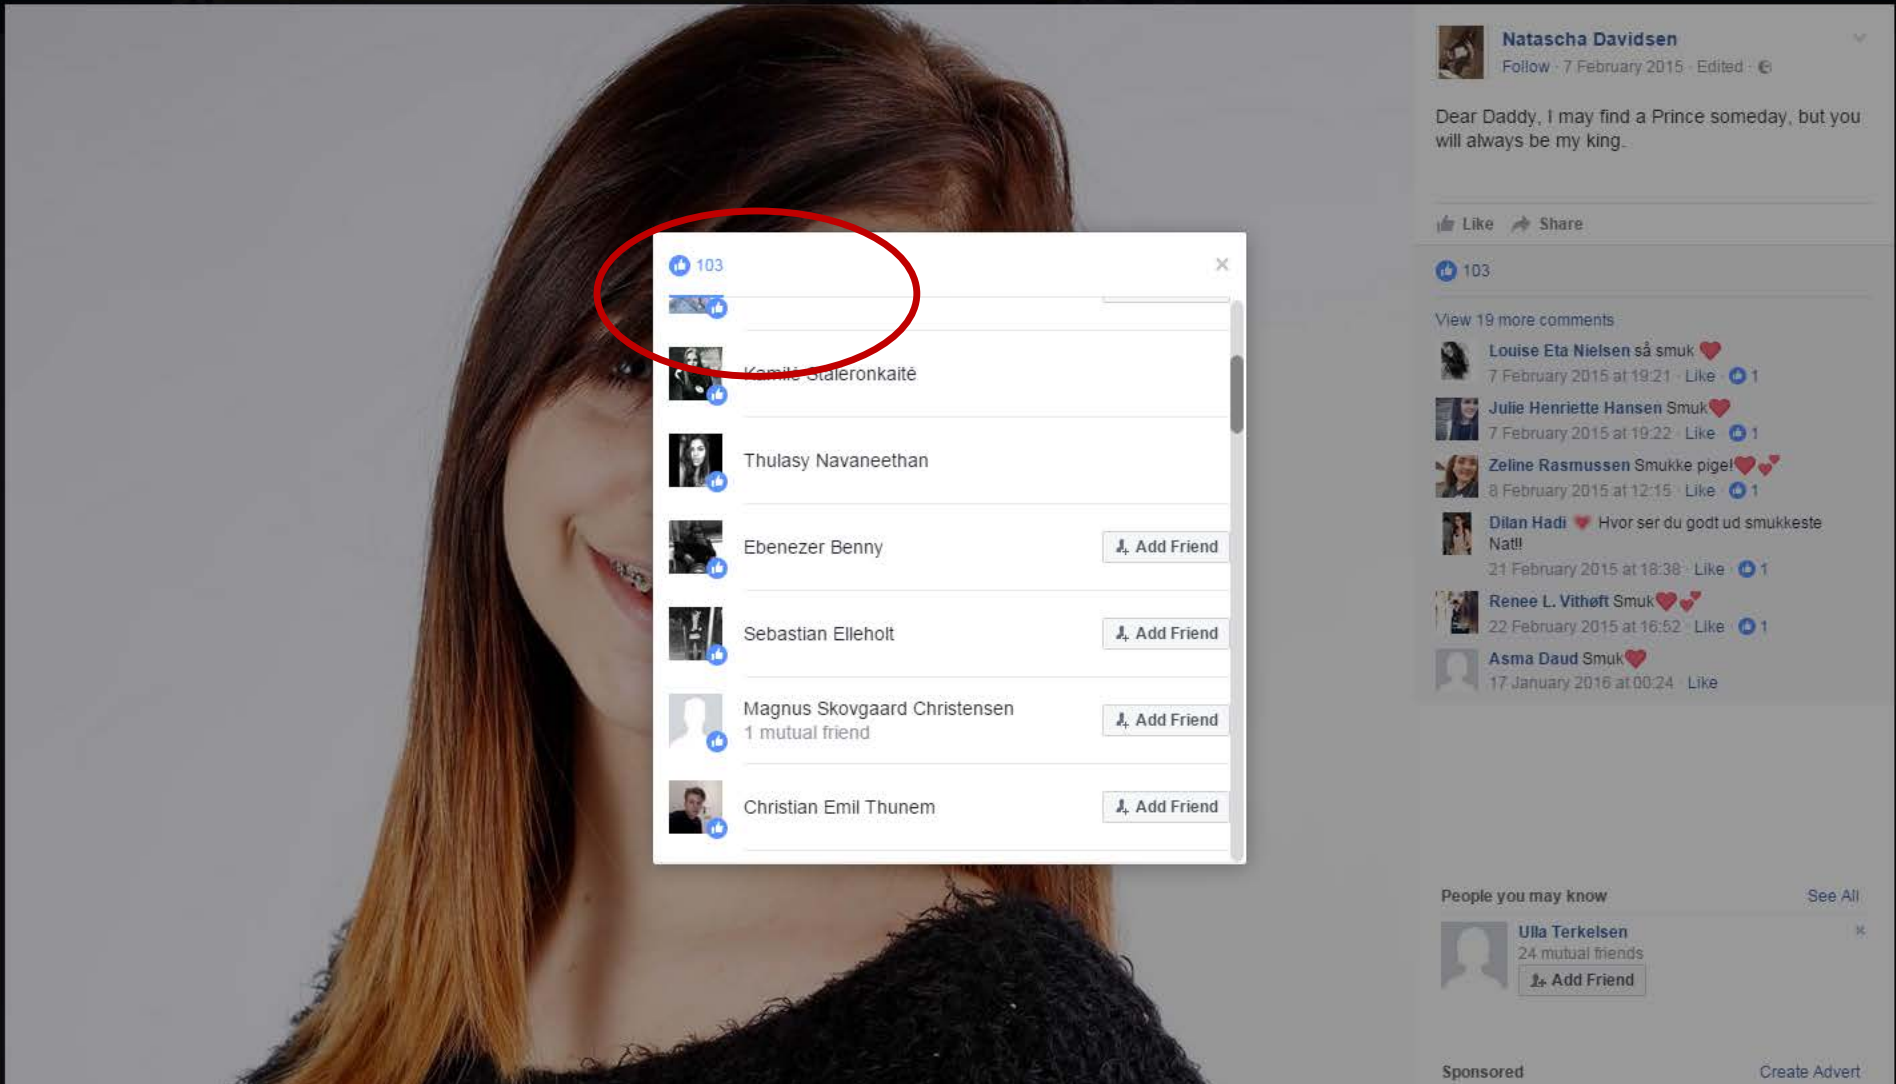 103
Kamilė Staleronkaitė
Thulasy Navaneethan
Ebenezer Benny
Add Friend
Sebastian Elleholt
Add Friend
Magnus Skovgaard Christensen
1 mutual friend
Add Friend
Christian Emil Thunem
Add Friend
Natascha Davidsen
Follow · 7 February 2015 · Edited ·
Dear Daddy, I may find a Prince someday, but you
will always be my king.
Like Share
103
View 19 more comments
Louise Eta Nielsen så smuk ❤
7 February 2015 at 19:21 · Like · 1
Julie Henriette Hansen Smuk❤
7 February 2015 at 19:22 · Like · 1
Zeline Rasmussen Smukke pige!❤💕
8 February 2015 at 12:15 · Like · 1
Dilan Hadi ❤ Hvor ser du godt ud smukkeste
Nat!!
21 February 2015 at 18:38 · Like · 1
Renee L. Vithøft Smuk❤💕
22 February 2015 at 16:52 · Like · 1
Asma Daud Smuk❤
17 January 2016 at 00:24 · Like
People you may know See All
Ulla Terkelsen
24 mutual friends
Add Friend
Sponsored Create Advert